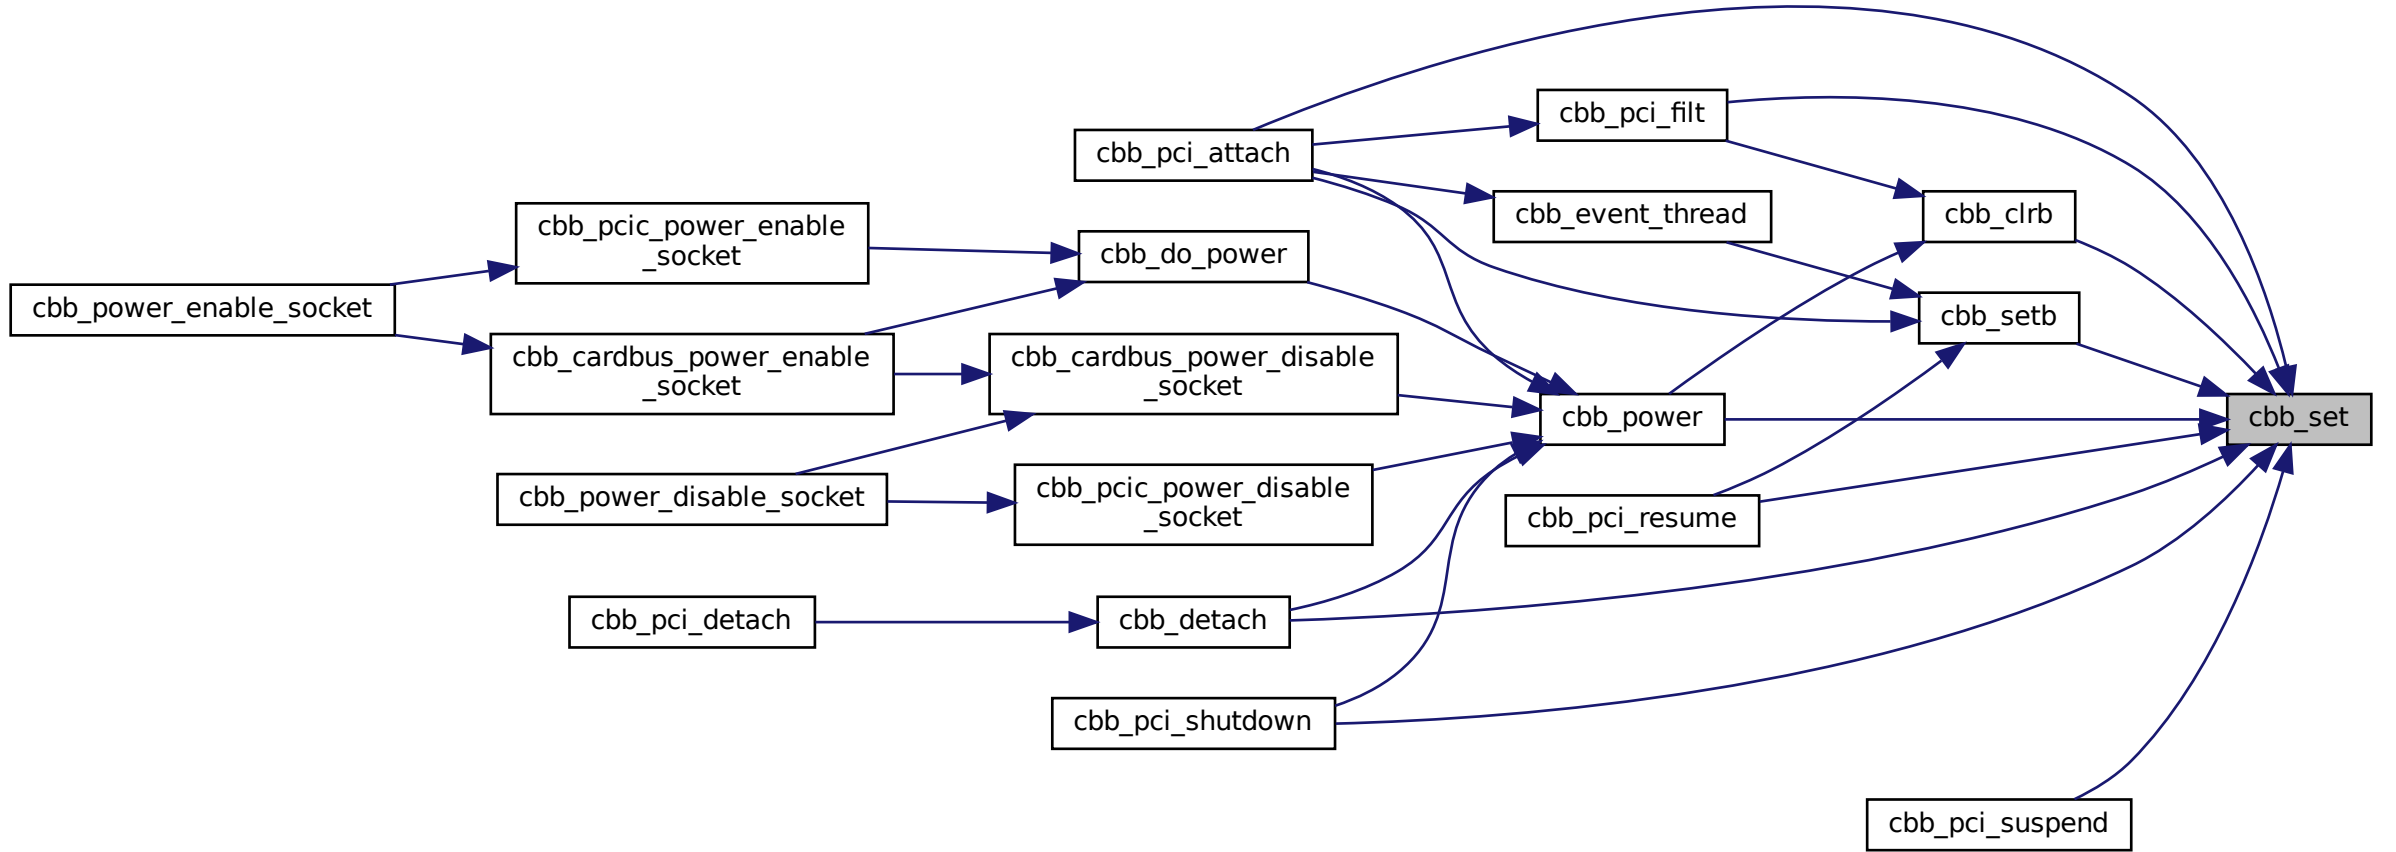 cbb_pci_filt
cbb_pci_attach
cbb_event_thread
cbb_clrb
cbb_pcic_power_enable
_socket
cbb_do_power
cbb_power_enable_socket
cbb_setb
cbb_cardbus_power_enable
_socket
cbb_cardbus_power_disable
_socket
cbb_power
cbb_set
cbb_power_disable_socket
cbb_pcic_power_disable
_socket
cbb_pci_resume
cbb_pci_detach
cbb_detach
cbb_pci_shutdown
cbb_pci_suspend